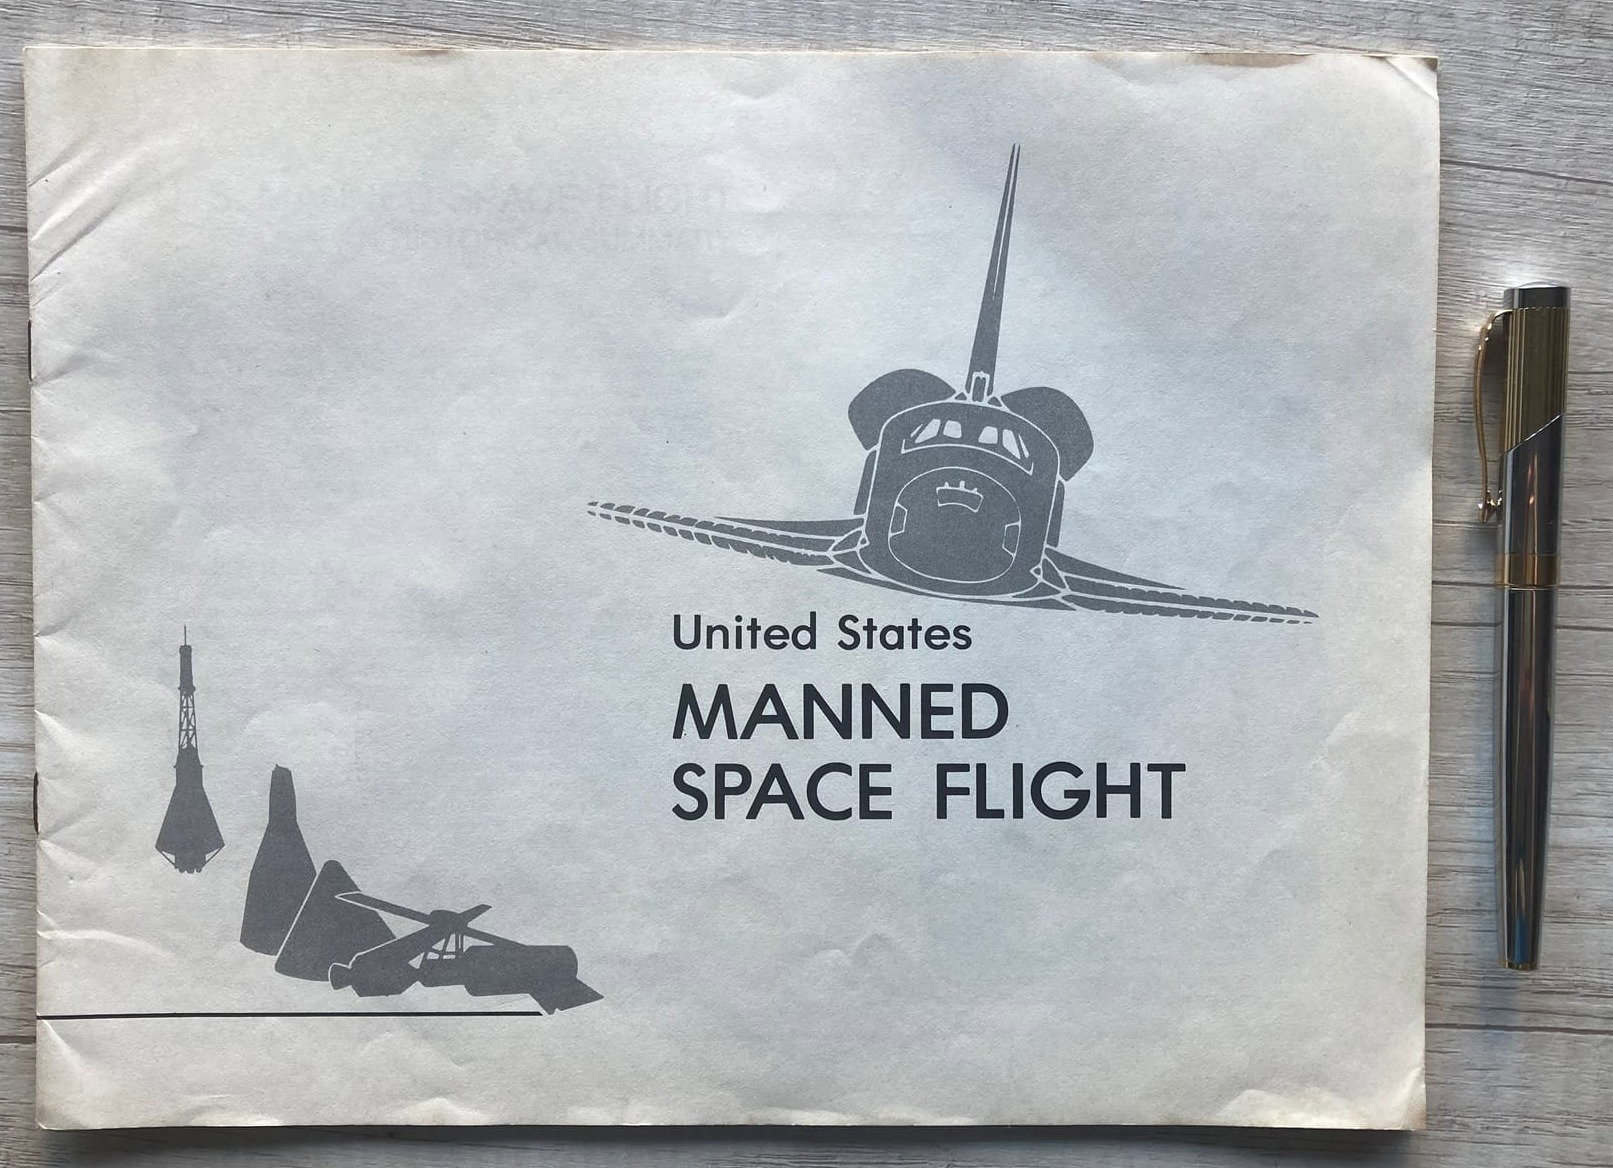 United States
MANNED
SPACE FLIGHT